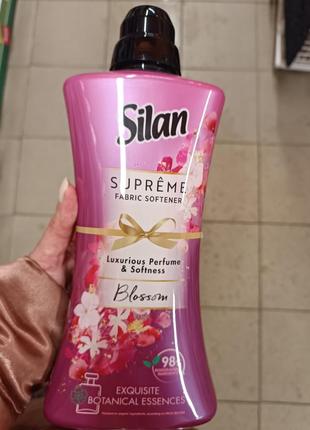 Silan
SUPRÊME
FABRIC SOFTENER
Luxurious Perfume
& Softness
Blossom
98%
EXQUISITE
BOTANICAL ESSENCES